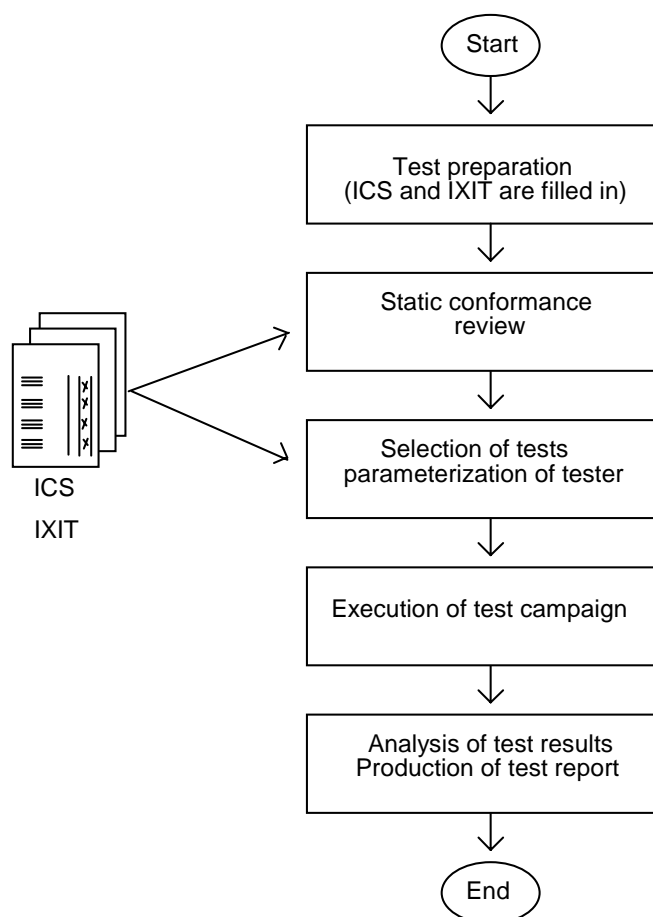 Start
Test preparation
(ICS and IXIT are filled in)
Static conformance
review
Selection of tests
parameterization of tester
ICS
IXIT
Execution of test campaign
Analysis of test results
Production of test report
End